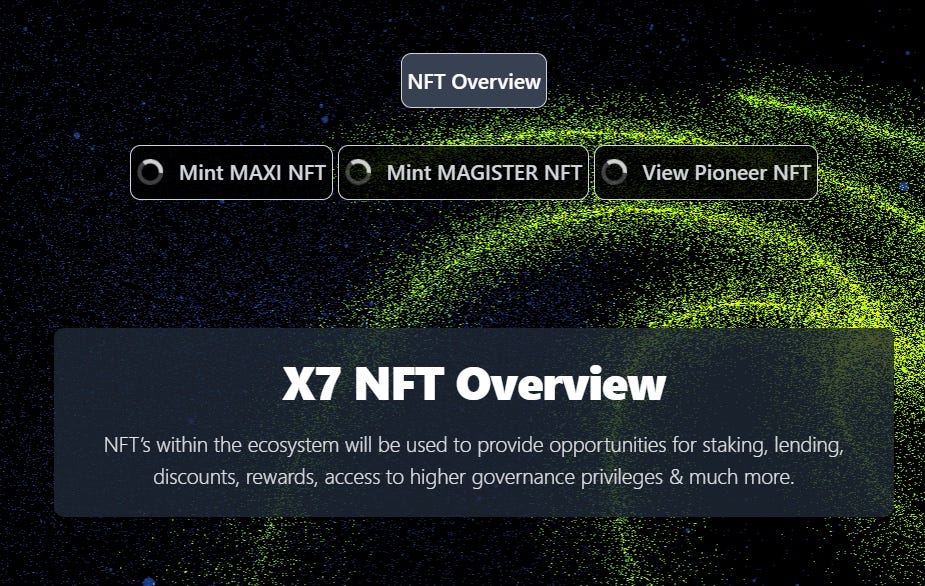 NFT Overview
Mint MAXI NFT
Mint MAGISTER NFT
View Pioneer NFT
X7 NFT Overview
NFT's within the ecosystem will be used to provide opportunities for staking, lending,
discounts, rewards, access to higher governance privileges & much more.